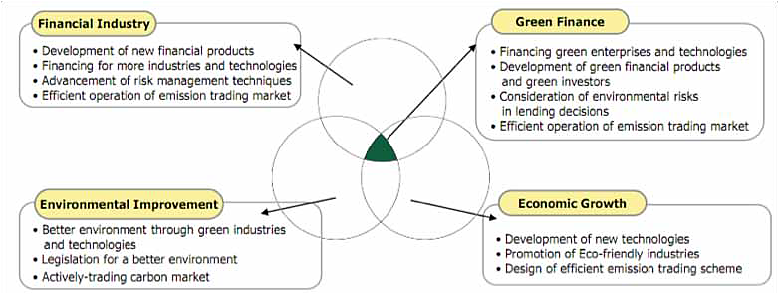 Financial Industry
• Development of new financial products
• Financing for more industries and technologies
• Advancement of risk management techniques
• Efficient operation of emission trading market
Green Finance
• Financing green enterprises and technologies
• Development of green financial products
and green investors
• Consideration of environmental risks
in lending decisions
• Efficient operation of emission trading market
Environmental Improvement
• Better environment through green industries
and technologies
• Legislation for a better environment
• Actively-trading carbon market
Economic Growth
• Development of new technologies
• Promotion of Eco-friendly industries
• Design of efficient emission trading scheme